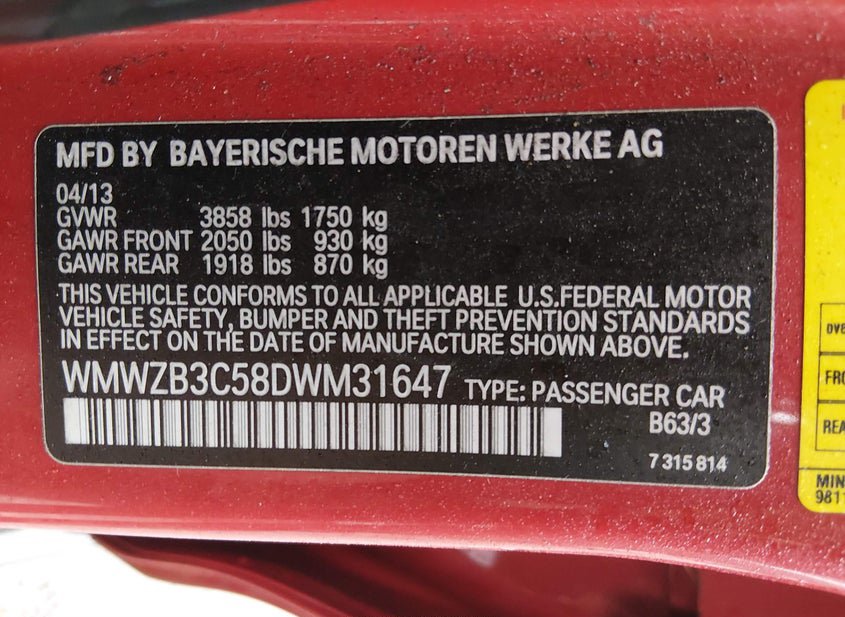 MFD BY BAYERISCHE MOTOREN WERKE AG
04/13
GVWR 3858 lbs 1750 kg
GAWR FRONT 2050 lbs 930 kg
GAWR REAR 1918 lbs 870 kg
THIS VEHICLE CONFORMS TO ALL APPLICABLE U.S.FEDERAL MOTOR
VEHICLE SAFETY, BUMPER AND THEFT PREVENTION STANDARDS
IN EFFECT ON THE DATE OF MANUFACTURE SHOWN ABOVE.
WMWZB3C58DWM31647 TYPE: PASSENGER CAR
B63/3
7 315 814
MIN